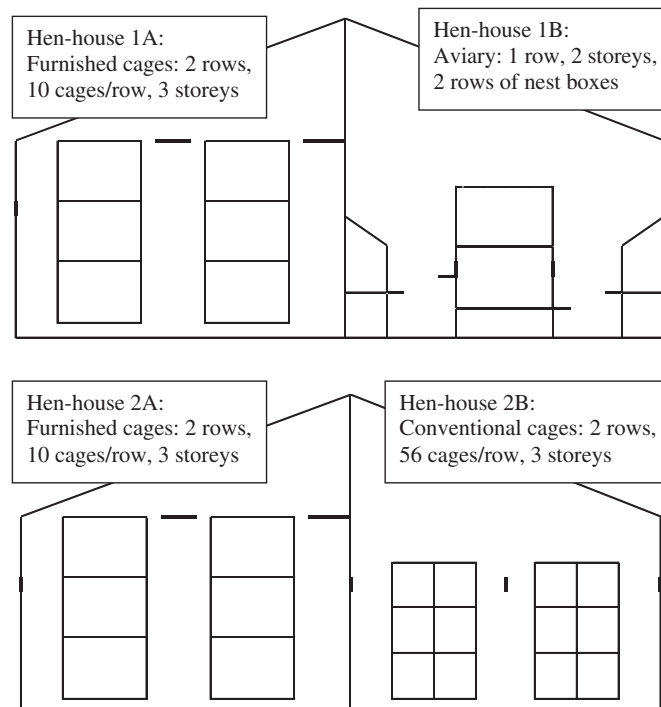 Hen-house 1A:
Furnished cages: 2 rows,
10 cages/row, 3 storeys
Hen-house 1B:
Aviary: 1 row, 2 storeys,
2 rows of nest boxes
Hen-house 2A:
Furnished cages: 2 rows,
10 cages/row, 3 storeys
Hen-house 2B:
Conventional cages: 2 rows,
56 cages/row, 3 storeys